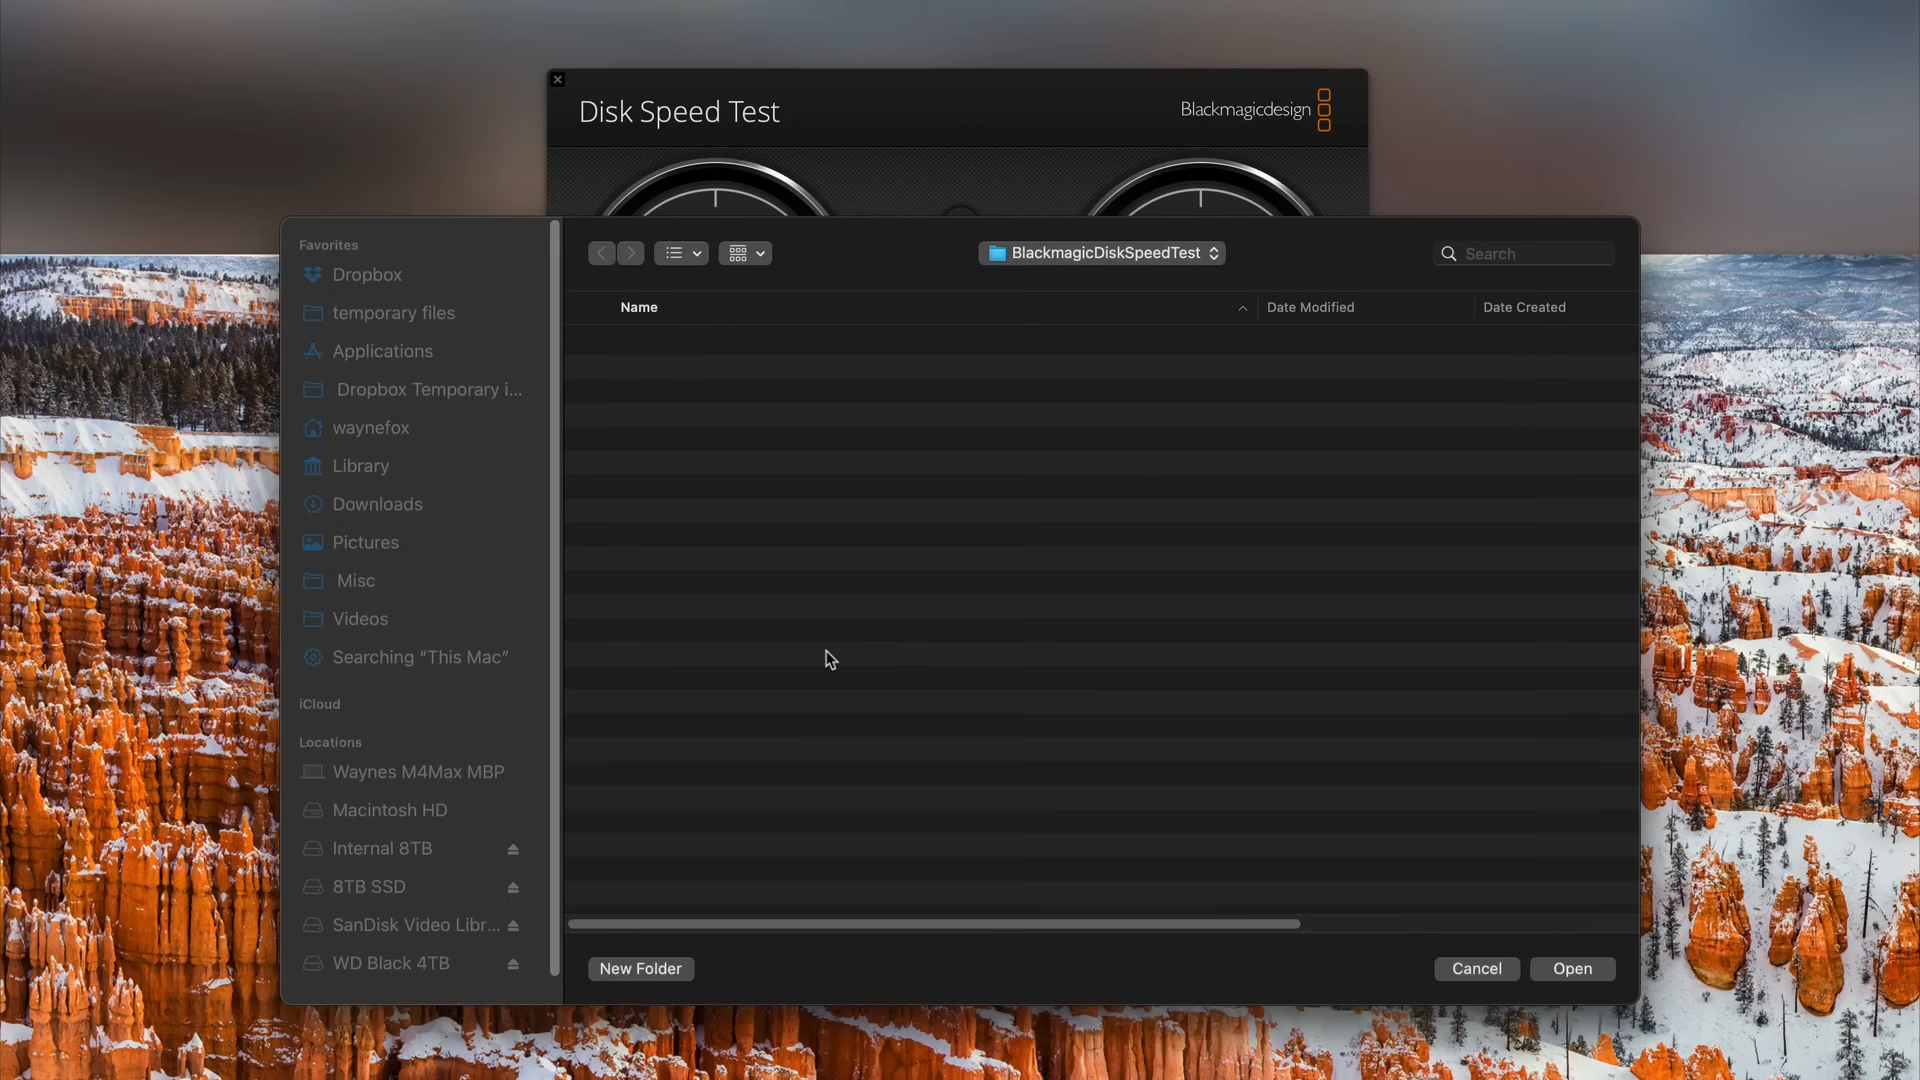 Disk Speed Test
Blackmagicdesign
Favorites
Dropbox
temporary files
Applications
Dropbox Temporary i...
waynefox
Library
Downloads
Pictures
Misc
Videos
Searching “This Mac”
iCloud
Locations
Waynes M4Max MBP
Macintosh HD
Internal 8TB
8TB SSD
SanDisk Video Libr...
WD Black 4TB
BlackmagicDiskSpeedTest
Search
Name
Date Modified
Date Created
New Folder
Cancel
Open